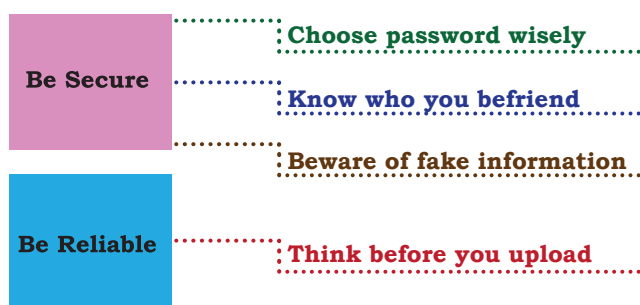 Be Secure
Choose password wisely
Know who you befriend
Beware of fake information
Be Reliable
Think before you upload